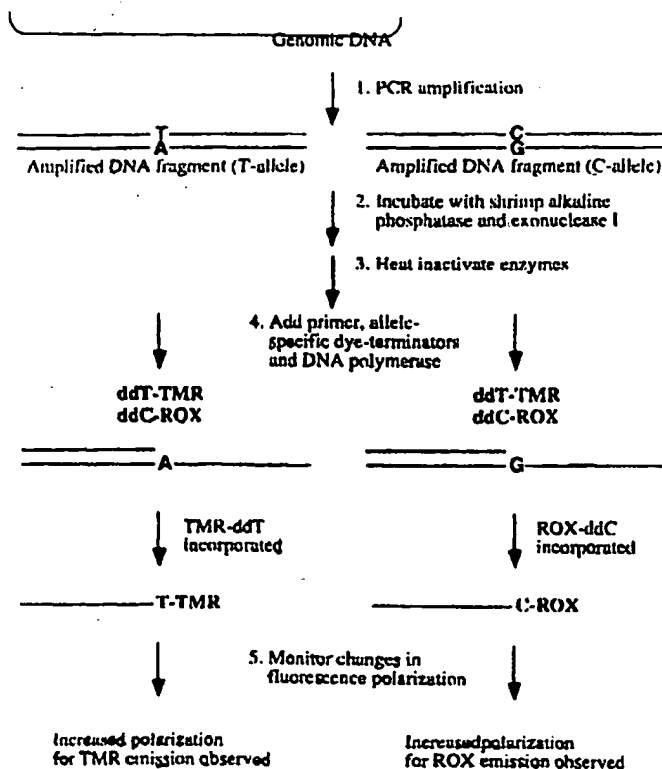 Genomic DNA
1. PCR amplification
T
A
Amplified DNA fragment (T-allele)
C
G
Amplified DNA fragment (C-allele)
2. Incubate with shrimp alkaline
phosphatase and exonuclease I
3. Heat inactivate enzymes
4. Add primer, allele-
specific dye-terminators
and DNA polymerase
ddT-TMR
ddC-ROX
ddT-TMR
ddC-ROX
A
G
TMR-ddT
incorporated
ROX-ddC
incorporated
T-TMR
C-ROX
5. Monitor changes in
fluorescence polarization
Increased polarization
for TMR emission observed
Increasedpolarization
for ROX emission observed